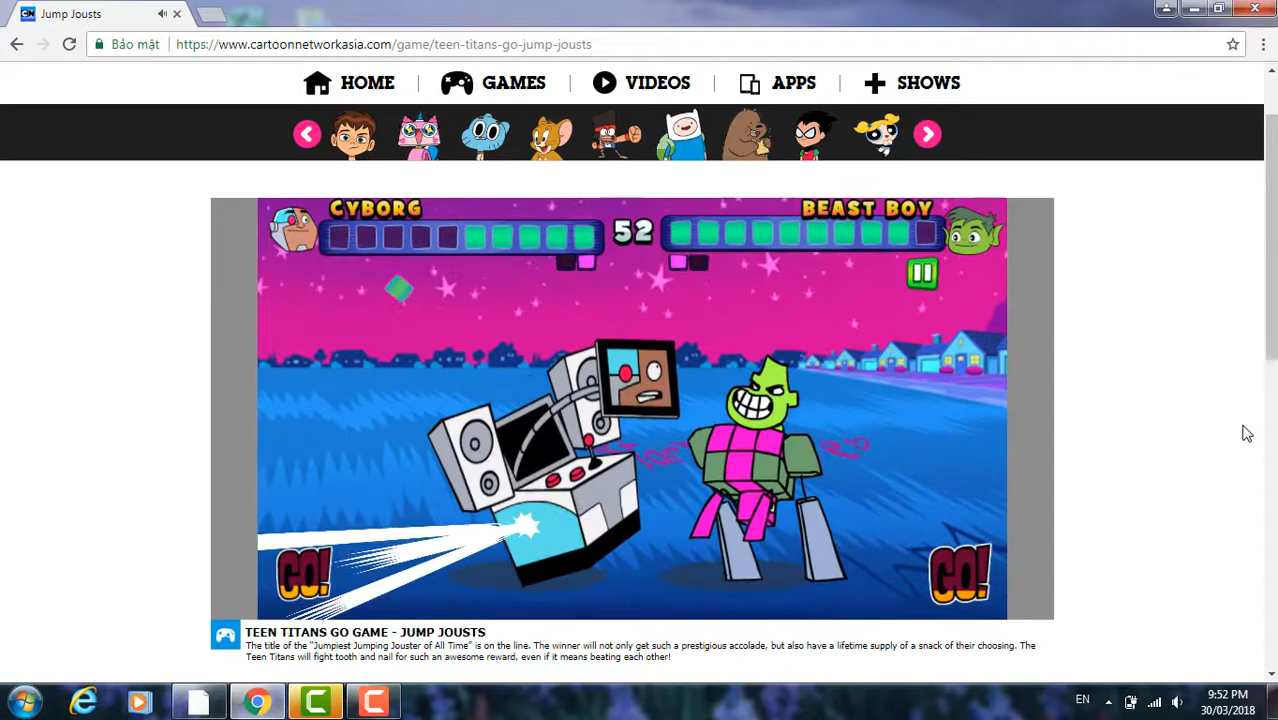 CN Jump Jousts
Bảo mật https://www.cartoonnetworkasia.com/game/teen-titans-go-jump-jousts
HOME GAMES VIDEOS APPS SHOWS
CYBORG 52 BEAST BOY
GO! GO!
TEEN TITANS GO GAME - JUMP JOUSTS
The title of the "Jumpiest Jumping Jouster of All Time" is on the line. The winner will not only get such a prestigious accolade, but also have a lifetime supply of a snack of their choosing. The
Teen Titans will fight tooth and nail for such an awesome reward, even if it means beating each other!
EN 9:52 PM
30/03/2018